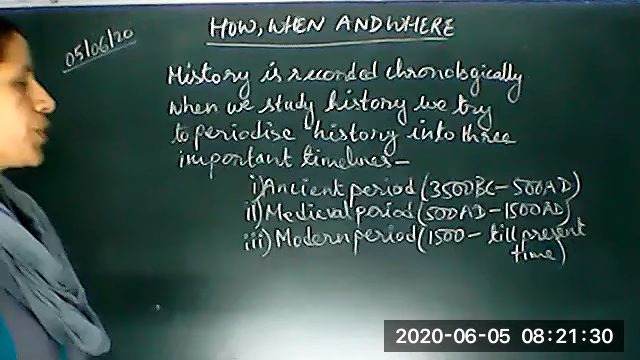 05/06/20
HOW, WHEN AND WHERE
History is recorded chronologically
when we study history we try
to periodise history into three
important timelines-
i) Ancient period (3500BC-500AD)
ii) Medieval period (500AD-1500AD)
iii) Modern period (1500- till present
time)
2020-06-05 08:21:30